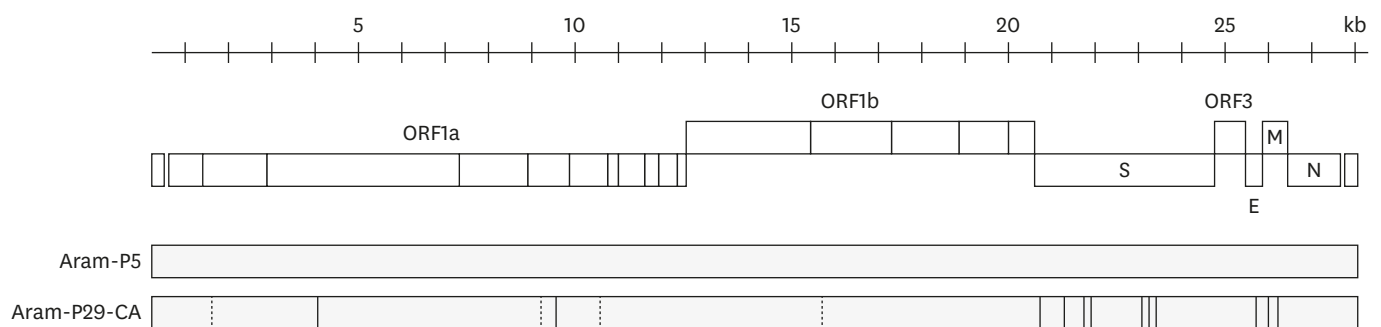 5 10 15 20 25 kb
ORF1b ORF3
ORF1a M
S N
E
Aram-P5
Aram-P29-CA